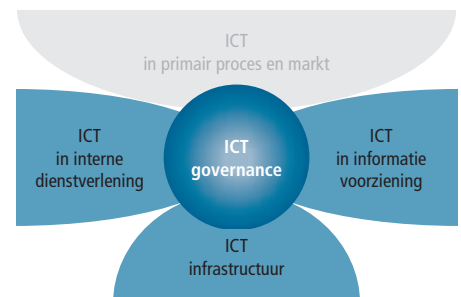 ICT
in primair proces en markt
ICT
in interne
dienstverlening
ICT
governance
ICT
in informatie
voorziening
ICT
infrastructuur